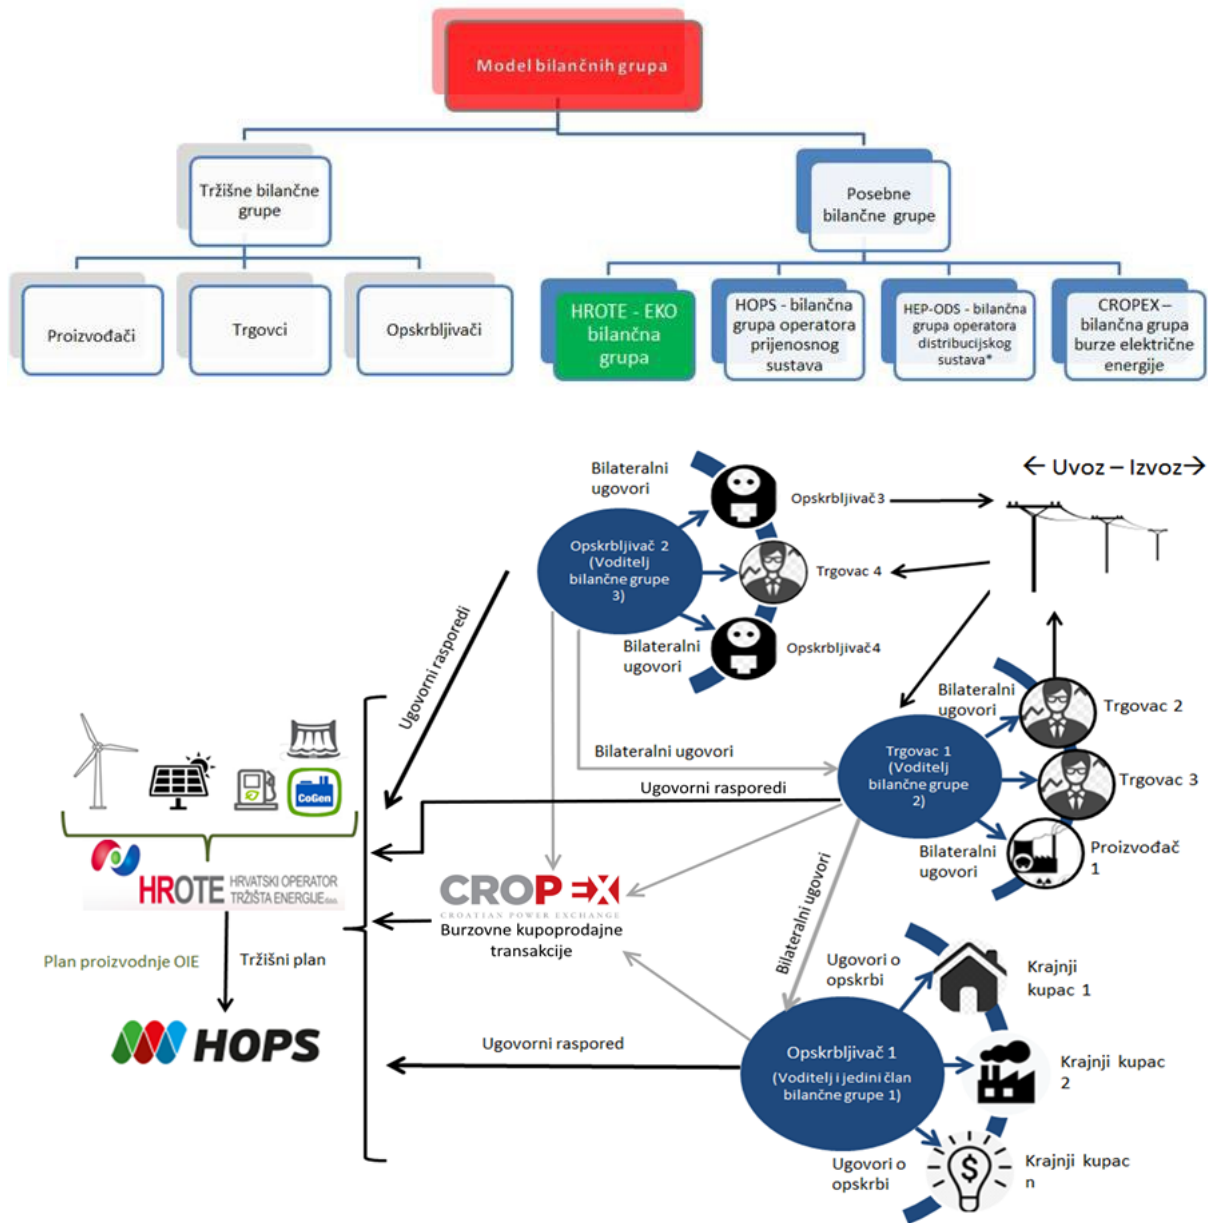 Model bilančnih grupa
Tržišne bilančne
grupe
Posebne
bilančne grupe
Proizvođači
Trgovci
Opskrbljivači
HROTE - EKO
bilančna
grupa
HOPS - bilančna
grupa operatora
prijenosnog
sustava
HEP-ODS - bilančna
grupa operatora
distribucijskog
sustava*
CROPEX –
bilančna grupa
burze električne
energije
Bilateralni
ugovori
← Uvoz – Izvoz→
Opskrbljivač3
Opskrbljivač 2
(Voditelj
bilančne grupe
3)
Trgovac 4
Bilateralni
ugovori
Opskrbljivač4
Ugovorni rasporedi
Bilateralni
ugovori
Trgovac 2
Bilateralni ugovori
Trgovac 1
(Voditelj
bilančne grupe
2)
Trgovac 3
Ugovorni rasporedi
CoGen
Bilateralni
ugovori
Proizvođač
1
HROTE
HRVATSKI OPERATOR
TRŽIŠTA ENERGIJE d.o.o.
CROPEX
CROATIAN POWER EXCHANGE
Burzovne kupoprodajne
transakcije
Bilateralni ugovori
Plan proizvodnje OIE
Tržišni plan
Ugovori o
opskrbi
Krajnji
kupac 1
HOPS
Ugovorni raspored
Opskrbljivač 1
(Voditelj i jedini član
bilančne grupe 1)
Krajnji kupac
2
Ugovori o
opskrbi
$
Krajnji kupac
n